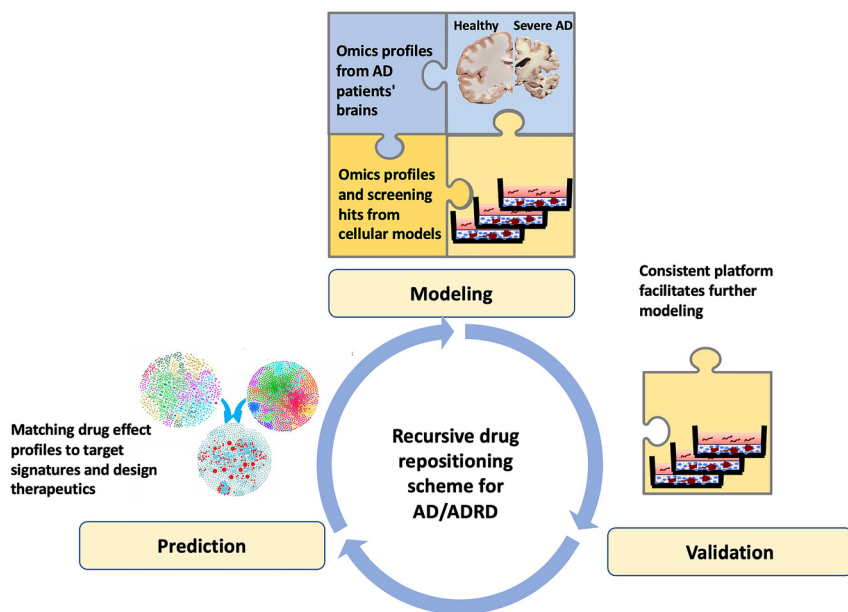 Healthy
Severe AD
Omics profiles
from AD
patients'
brains
Omics profiles
and screening
hits from
cellular models
Modeling
Consistent platform
facilitates further
modeling
Matching drug effect
profiles to target
signatures and design
therapeutics
Recursive drug
repositioning
scheme for
AD/ADRD
Prediction
Validation